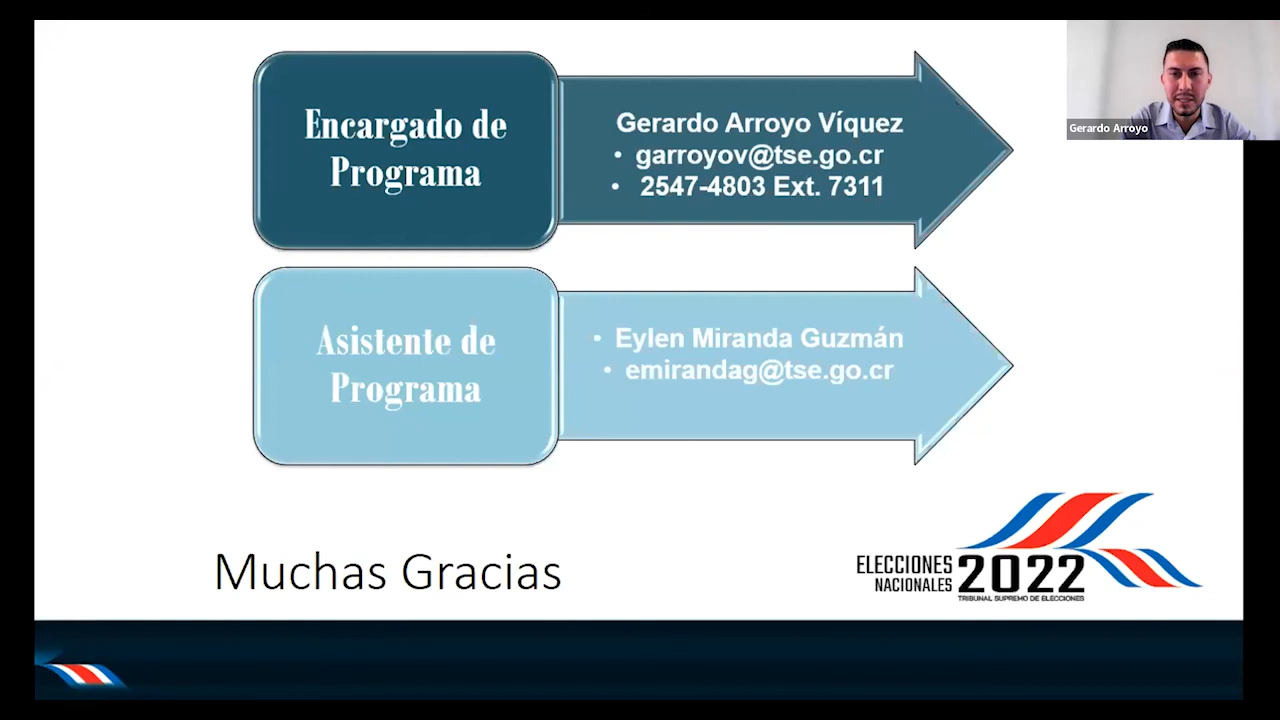 Encargado de
Programa
Gerardo Arroyo Víquez
• garroyov@tse.go.cr
• 2547-4803 Ext. 7311
Gerardo Arroyo
Asistente de
Programa
• Eylen Miranda Guzmán
• emirandag@tse.go.cr
Muchas Gracias
ELECCIONES
NACIONALES
2022
TRIBUNAL SUPREMO DE ELECCIONES